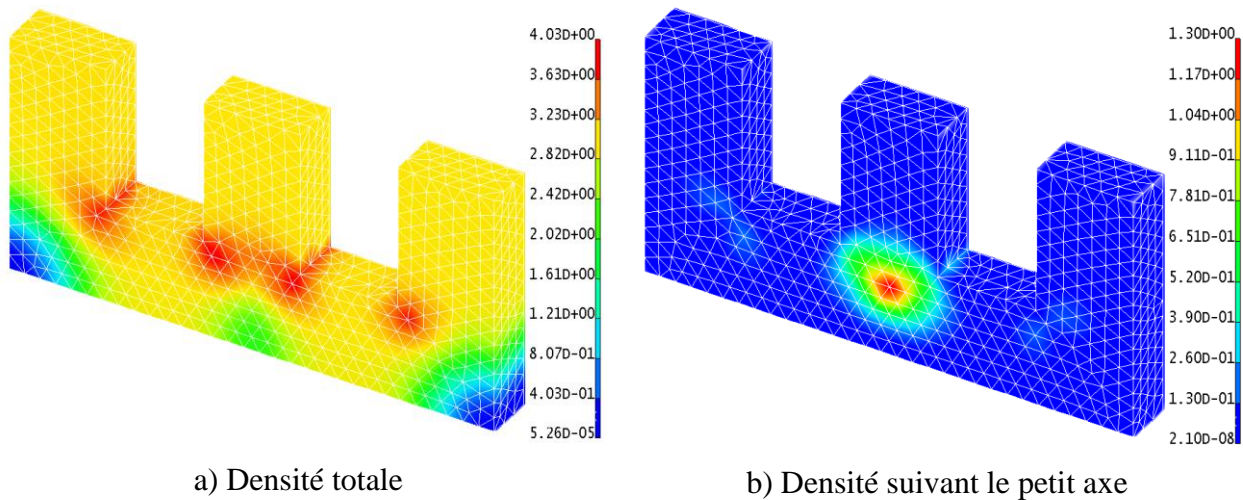 4.03D+00
3.63D+00
3.23D+00
2.82D+00
2.42D+00
2.02D+00
1.61D+00
1.21D+00
8.07D-01
4.03D-01
5.26D-05
a) Densité totale
1.30D+00
1.17D+00
1.04D+00
9.11D-01
7.81D-01
6.51D-01
5.20D-01
3.90D-01
2.60D-01
1.30D-01
2.10D-08
b) Densité suivant le petit axe